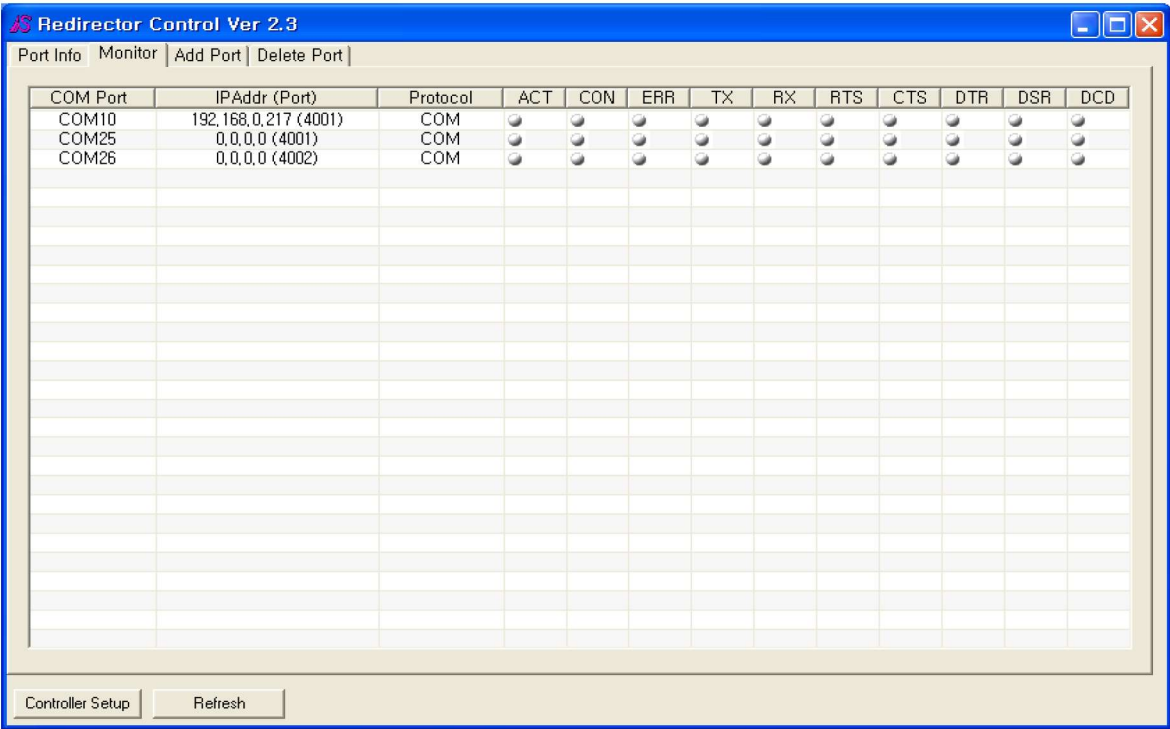 iS Redirector Control Ver 2.3
Port Info Monitor Add Port Delete Port
COM Port IPAddr (Port) Protocol ACT CON ERR TX RX RTS CTS DTR DSR DCD
COM10 192,168,0,217 (4001) COM
COM25 0,0,0,0 (4001) COM
COM26 0,0,0,0 (4002) COM
Controller Setup Refresh